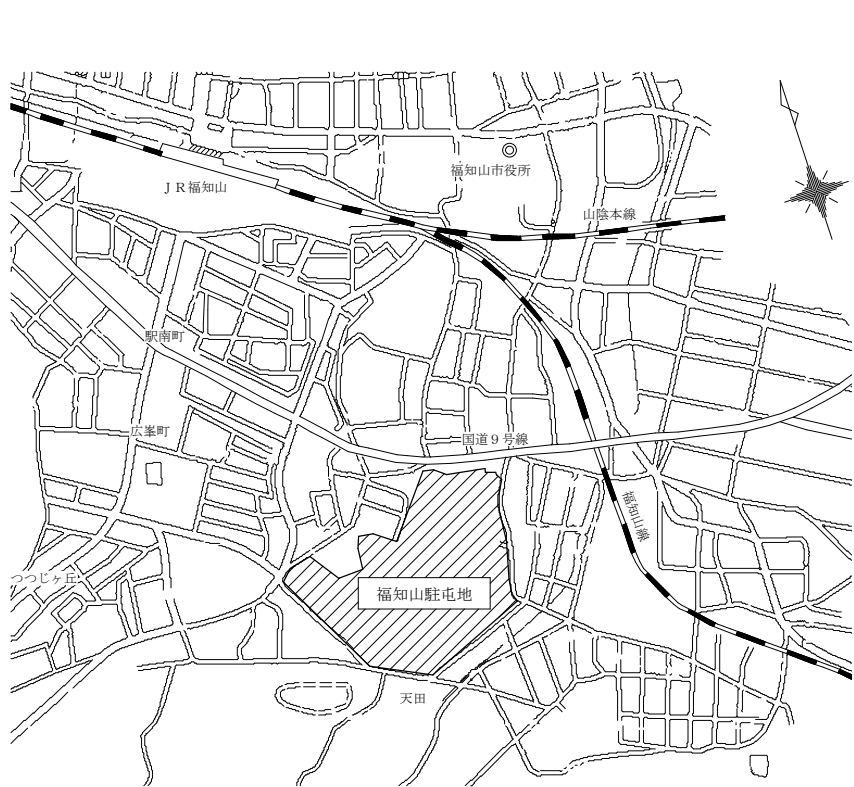 福知山市役所
ＪＲ福知山
山陰本線
駅南町
広峯町
国道９号線
福知山線
つつじヶ丘
福知山駐屯地
天田